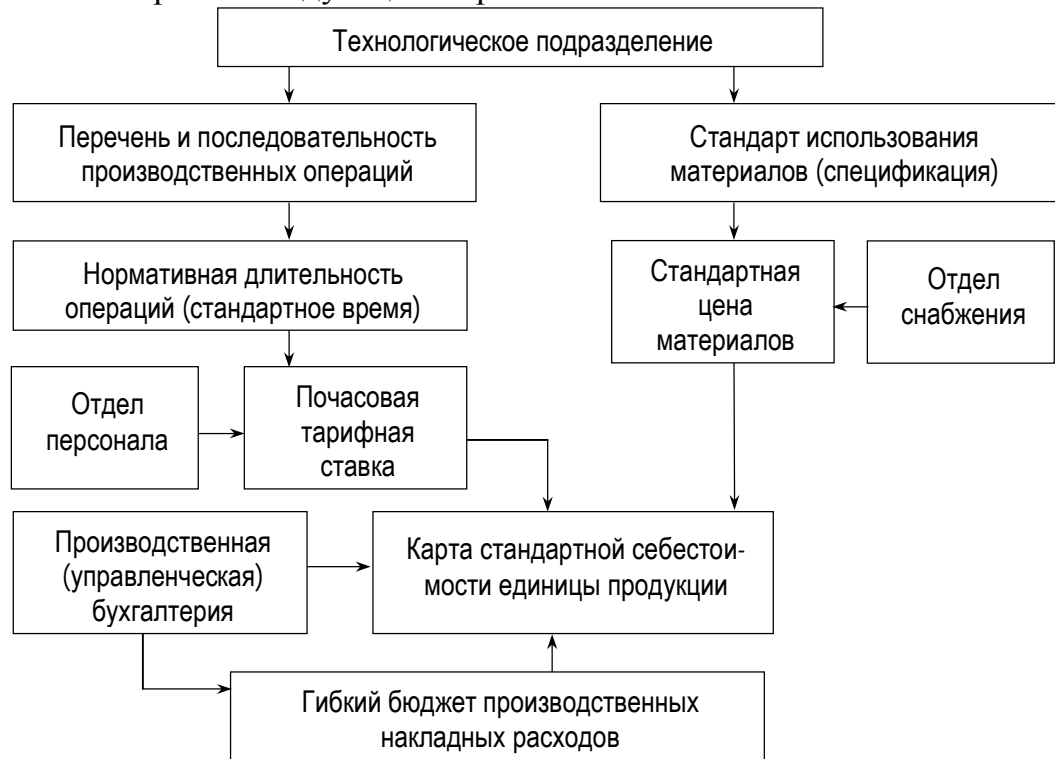 Технологическое подразделение
Перечень и последовательность
производственных операций
Стандарт использования
материалов (спецификация)
Нормативная длительность
операций (стандартное время)
Стандартная
цена
материалов
Отдел
снабжения
Отдел
персонала
Почасовая
тарифная
ставка
Производственная
(управленческая)
бухгалтерия
Карта стандартной себестои-
мости единицы продукции
Гибкий бюджет производственных
накладных расходов